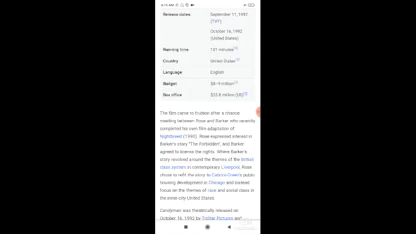 Release dates
September 11, 1992
(TIFF)
October 16, 1992
(United States)
Running time
101 minutes
Country
United States
Language
English
Budget
$8–9 million
Box office
$25.8 million (US)
The film came to fruition after a chance
meeting between Rose and Barker who recently
completed his own film adaptation of
Nightbreed (1990). Rose expressed interest in
Barker's story "The Forbidden", and Barker
agreed to license the rights. Where Barker's
story revolved around the themes of the British
class system in contemporary Liverpool, Rose
chose to refit the story to Cabrini-Green's public
housing development in Chicago and instead
focus on the themes of race and social class in
the inner-city United States.
Candyman was theatrically released on
October 16, 1992 by TriStar Pictures and